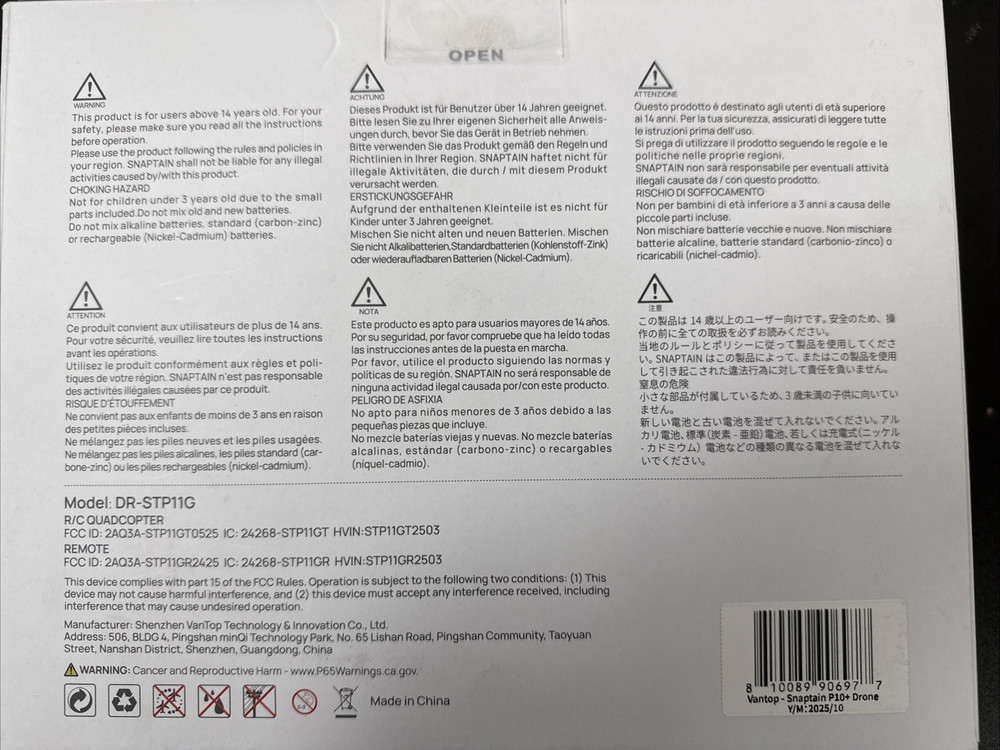 OPEN
WARNING
This product is for users above 14 years old. For your
safety, please make sure you read all the instructions
before operation.
Please use the product following the rules and policies in
your region. SNAPTAIN shall not be liable for any illegal
activities caused by/with this product.
CHOKING HAZARD
Not for children under 3 years old due to the small
parts included.Do not mix old and new batteries.
Do not mix alkaline batteries, standard (carbon-zinc)
or rechargeable (Nickel-Cadmium) batteries.
ACHTUNG
Dieses Produkt ist für Benutzer über 14 Jahren geeignet.
Bitte lesen Sie zu Ihrer eigenen Sicherheit alle Anweis-
ungen durch, bevor Sie das Gerät in Betrieb nehmen.
Bitte verwenden Sie das Produkt gemäß den Regeln und
Richtlinien in Ihrer Region. SNAPTAIN haftet nicht für
illegale Aktivitäten, die durch / mit diesem Produkt
verursacht werden.
ERSTICKUNGSGEFAHR
Aufgrund der enthaltenen Kleinteile ist es nicht für
Kinder unter 3 Jahren geeignet.
Mischen Sie nicht alten und neuen Batterien. Mischen
Sie nicht Alkalibatterien,Standardbatterien (Kohlenstoff-Zink)
oder wiederaufladbaren Batterien (Nickel-Cadmium).
ATTENZIONE
Questo prodotto è destinato agli utenti di età superiore
ai 14 anni. Per la tua sicurezza, assicurati di leggere tutte
le istruzioni prima dell'uso.
Si prega di utilizzare il prodotto seguendo le regole e le
politiche nelle proprie regioni.
SNAPTAIN non sarà responsabile per eventuali attività
illegali causate da / con questo prodotto.
RISCHIO DI SOFFOCAMENTO
Non per bambini di età inferiore a 3 anni a causa delle
piccole parti incluse.
Non mischiare batterie vecchie e nuove. Non mischiare
batterie alcaline, batterie standard (carbonio-zinco) o
ricaricabili (nichel-cadmio).
ATTENTION
Ce produit convient aux utilisateurs de plus de 14 ans.
Pour votre sécurité, veuillez lire toutes les instructions
avant les opérations.
Utilisez le produit conformément aux règles et poli-
tiques de votre région. SNAPTAIN n'est pas responsable
des activités illégales causées par ce produit.
RISQUE D'ÉTOUFFEMENT
Ne convient pas aux enfants de moins de 3 ans en raison
des petites pièces incluses.
Ne mélangez pas les piles neuves et les piles usagées.
Ne mélangez pas les piles alcalines, les piles standard (car-
bone-zinc) ou les piles rechargeables (nickel-cadmium).
NOTA
Este producto es apto para usuarios mayores de 14 años.
Por su seguridad, por favor compruebe que ha leído todas
las instrucciones antes de la puesta en marcha.
Por favor, utilice el producto siguiendo las normas y
políticas de su región. SNAPTAIN no será responsable de
ninguna actividad ilegal causada por/con este producto.
PELIGRO DE ASFIXIA
No apto para niños menores de 3 años debido a las
pequeñas piezas que incluye.
No mezcle baterías viejas y nuevas. No mezcle baterías
alcalinas, estándar (carbono-zinc) o recargables
(níquel-cadmio).
注意
この製品は 14 歳以上のユーザー向けです。安全のため、操
作の前に全ての取扱を必ずお読みください。
当地のルールとポリシーに従って製品を使用してくださ
い。SNAPTAIN はこの製品によって、またはこの製品を使用
して引き起こされた違法行為に対して責任を負いません。
窒息の危険
小さな部品が付属しているため、3 歳未満の子供に向いてい
ません。
新しい電池と古い電池を混ぜて入れないでください。アル
カリ電池、標準(炭素 - 亜鉛)電池、若しくは充電式(ニッケル
- カドミウム) 電池などの種類の異なる電池を混ぜて入れな
いでください。
Model: DR-STP11G
R/C QUADCOPTER
FCC ID: 2AQ3A-STP11GT0525 IC: 24268-STP11GT HVIN:STP11GT2503
REMOTE
FCC ID: 2AQ3A-STP11GR2425 IC: 24268-STP11GR HVIN:STP11GR2503
This device complies with part 15 of the FCC Rules. Operation is subject to the following two conditions: (1) This
device may not cause harmful interference, and (2) this device must accept any interference received, including
interference that may cause undesired operation.
Manufacturer: Shenzhen VanTop Technology & Innovation Co., Ltd.
Address: 506, BLDG 4, Pingshan minQi Technology Park, No. 65 Lishan Road, Pingshan Community, Taoyuan
Street, Nanshan District, Shenzhen, Guangdong, China
WARNING: Cancer and Reproductive Harm - www.P65Warnings.ca.gov.
0-3
Made in China
8 10089 90697 7
Vantop - Snaptain P10+ Drone
Y/M:2025/10